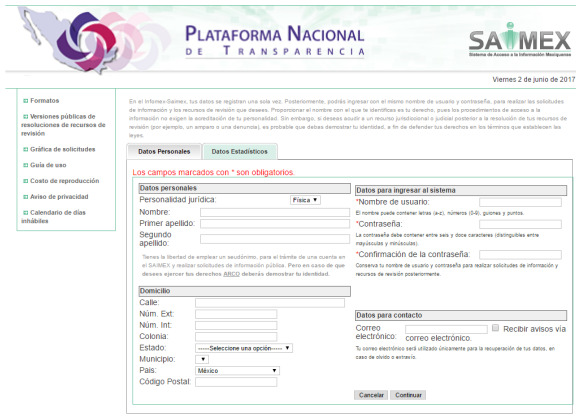 PLATAFORMA NACIONAL
DE TRANSPARENCIA
SAIMEX
Sistema de Acceso a la Información Mexiquense
Viernes 2 de junio de 2017
Formatos
Versiones públicas de
resoluciones de recursos de
revisión
Gráfica de solicitudes
Guía de uso
Costo de reproducción
Aviso de privacidad
Calendario de días
inhábiles
En el Infomex-Saimex, tus datos se registran una sola vez. Posteriormente, podrás ingresar con el mismo nombre de usuario y contraseña, para realizar las solicitudes
de información y los recursos de revisión que desees. Proporcionar el nombre con el que te identificas es tu derecho, pues los procedimientos de acceso a la
información no exigen la acreditación de tu personalidad. Sin embargo, si deseas acudir a un recurso jurisdiccional o judicial posterior a la resolución de tus recursos de
revisión (por ejemplo, un amparo o una denuncia), es probable que debas demostrar tu identidad, a fin de defender tus derechos en los términos que establecen las
leyes.
Datos Personales
Datos Estadísticos
Los campos marcados con * son obligatorios.
Datos personales
Personalidad jurídica:
Física
Nombre:
Primer apellido:
Segundo
apellido:
Tienes la libertad de emplear un seudónimo, para el trámite de una cuenta en
el SAIMEX y realizar solicitudes de información pública. Pero en caso de que
desees ejercer tus derechos ARCO deberás demostrar tu identidad.
Domicilio
Calle:
Núm. Ext:
Núm. Int:
Colonia:
Estado:
-----Seleccione una opción-----
Municipio:
País:
México
Código Postal:
Datos para ingresar al sistema
*Nombre de usuario:
El nombre puede contener letras (a-z), números (0-9), guiones y puntos.
*Contraseña:
La contraseña debe contener entre seis y doce caracteres (distinguibles entre
mayúsculas y minúsculas).
*Confirmación de la contraseña:
Conserva tu nombre de usuario y contraseña para realizar solicitudes de información y
recursos de revisión posteriormente.
Datos para contacto
Correo
electrónico:
Recibir avisos vía
correo electrónico.
Tu correo electrónico será utilizado únicamente para la recuperación de tus datos, en
caso de olvido o extravío.
Cancelar
Continuar